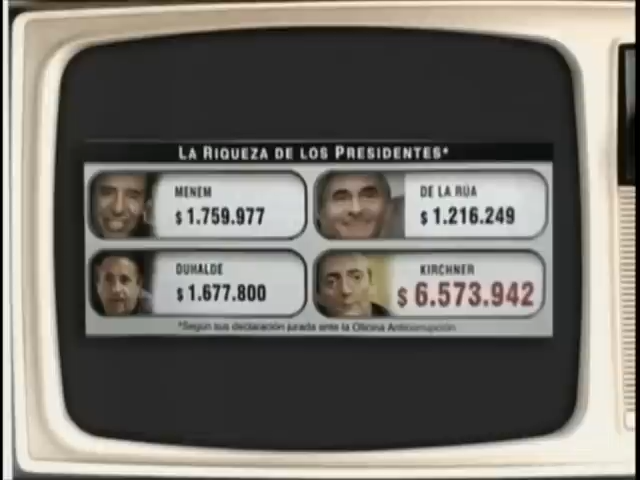 LA RIQUEZA DE LOS PRESIDENTES*
MENEM
$ 1.759.977
DE LA RÚA
$ 1.216.249
DUHALDE
$ 1.677.800
KIRCHNER
$ 6.573.942
*Según sus declaración jurada ante la Oficina Anticorrupción